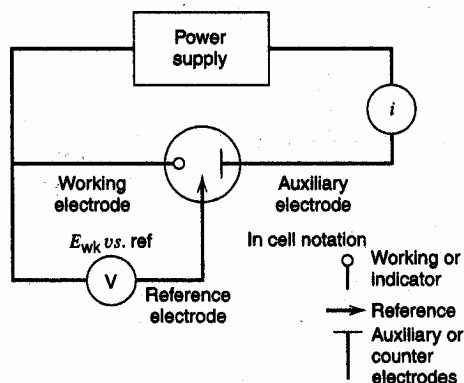 Power
supply
i
Working
electrode
Auxiliary
electrode
E_wk vs. ref
V
Reference
electrode
In cell notation
Working or
indicator
Reference
Auxiliary or
counter
electrodes